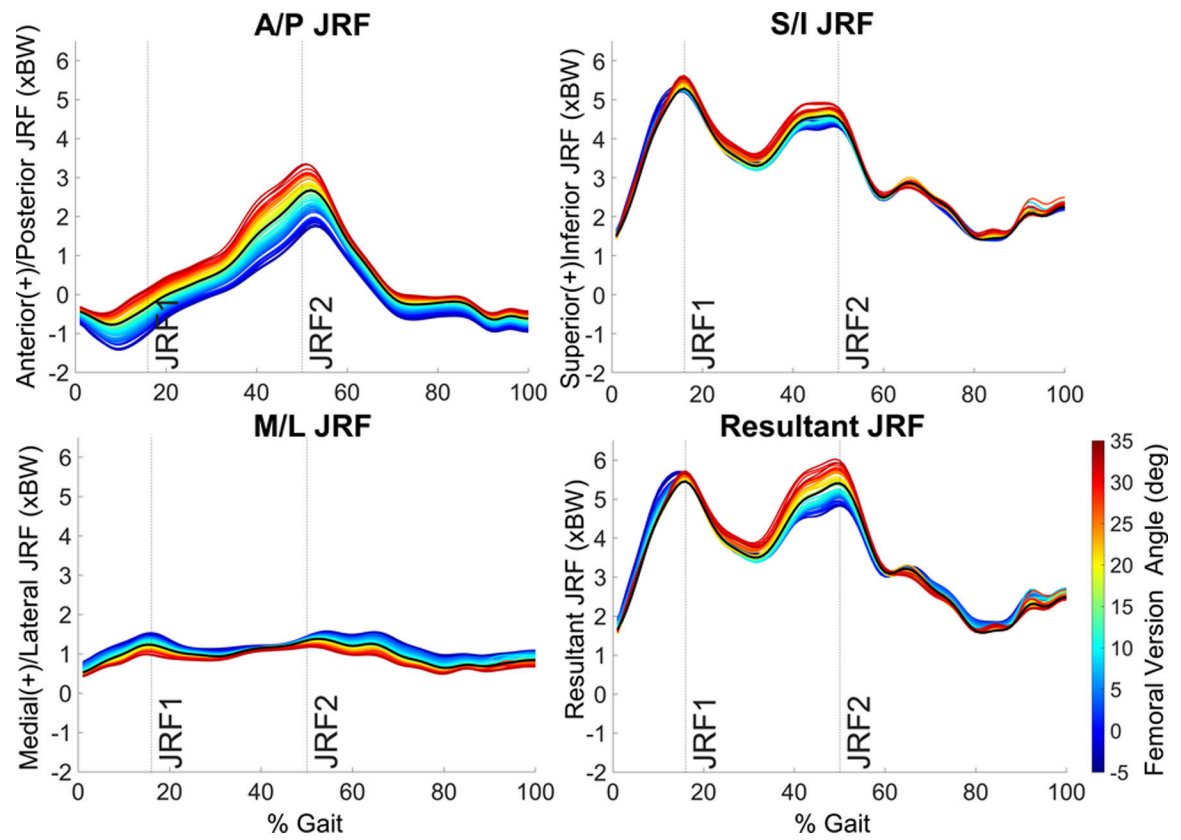 A/P JRF
Anterior(+)/Posterior JRF (xBW)
6
5
4
3
2
1
0
-1
-2
JRF1
JRF2
0 20 40 60 80 100
S/I JRF
Superior(+)Inferior JRF (xBW)
6
5
4
3
2
1
0
-1
-2
JRF1
JRF2
0 20 40 60 80 100
M/L JRF
Medial(+)/Lateral JRF (xBW)
6
5
4
3
2
1
0
-1
-2
JRF1
JRF2
0 20 40 60 80 100
% Gait
Resultant JRF
Resultant JRF (xBW)
6
5
4
3
2
1
0
-1
-2
JRF1
JRF2
0 20 40 60 80 100
% Gait
35
30
25
20
15
10
5
0
-5
Femoral Version Angle (deg)